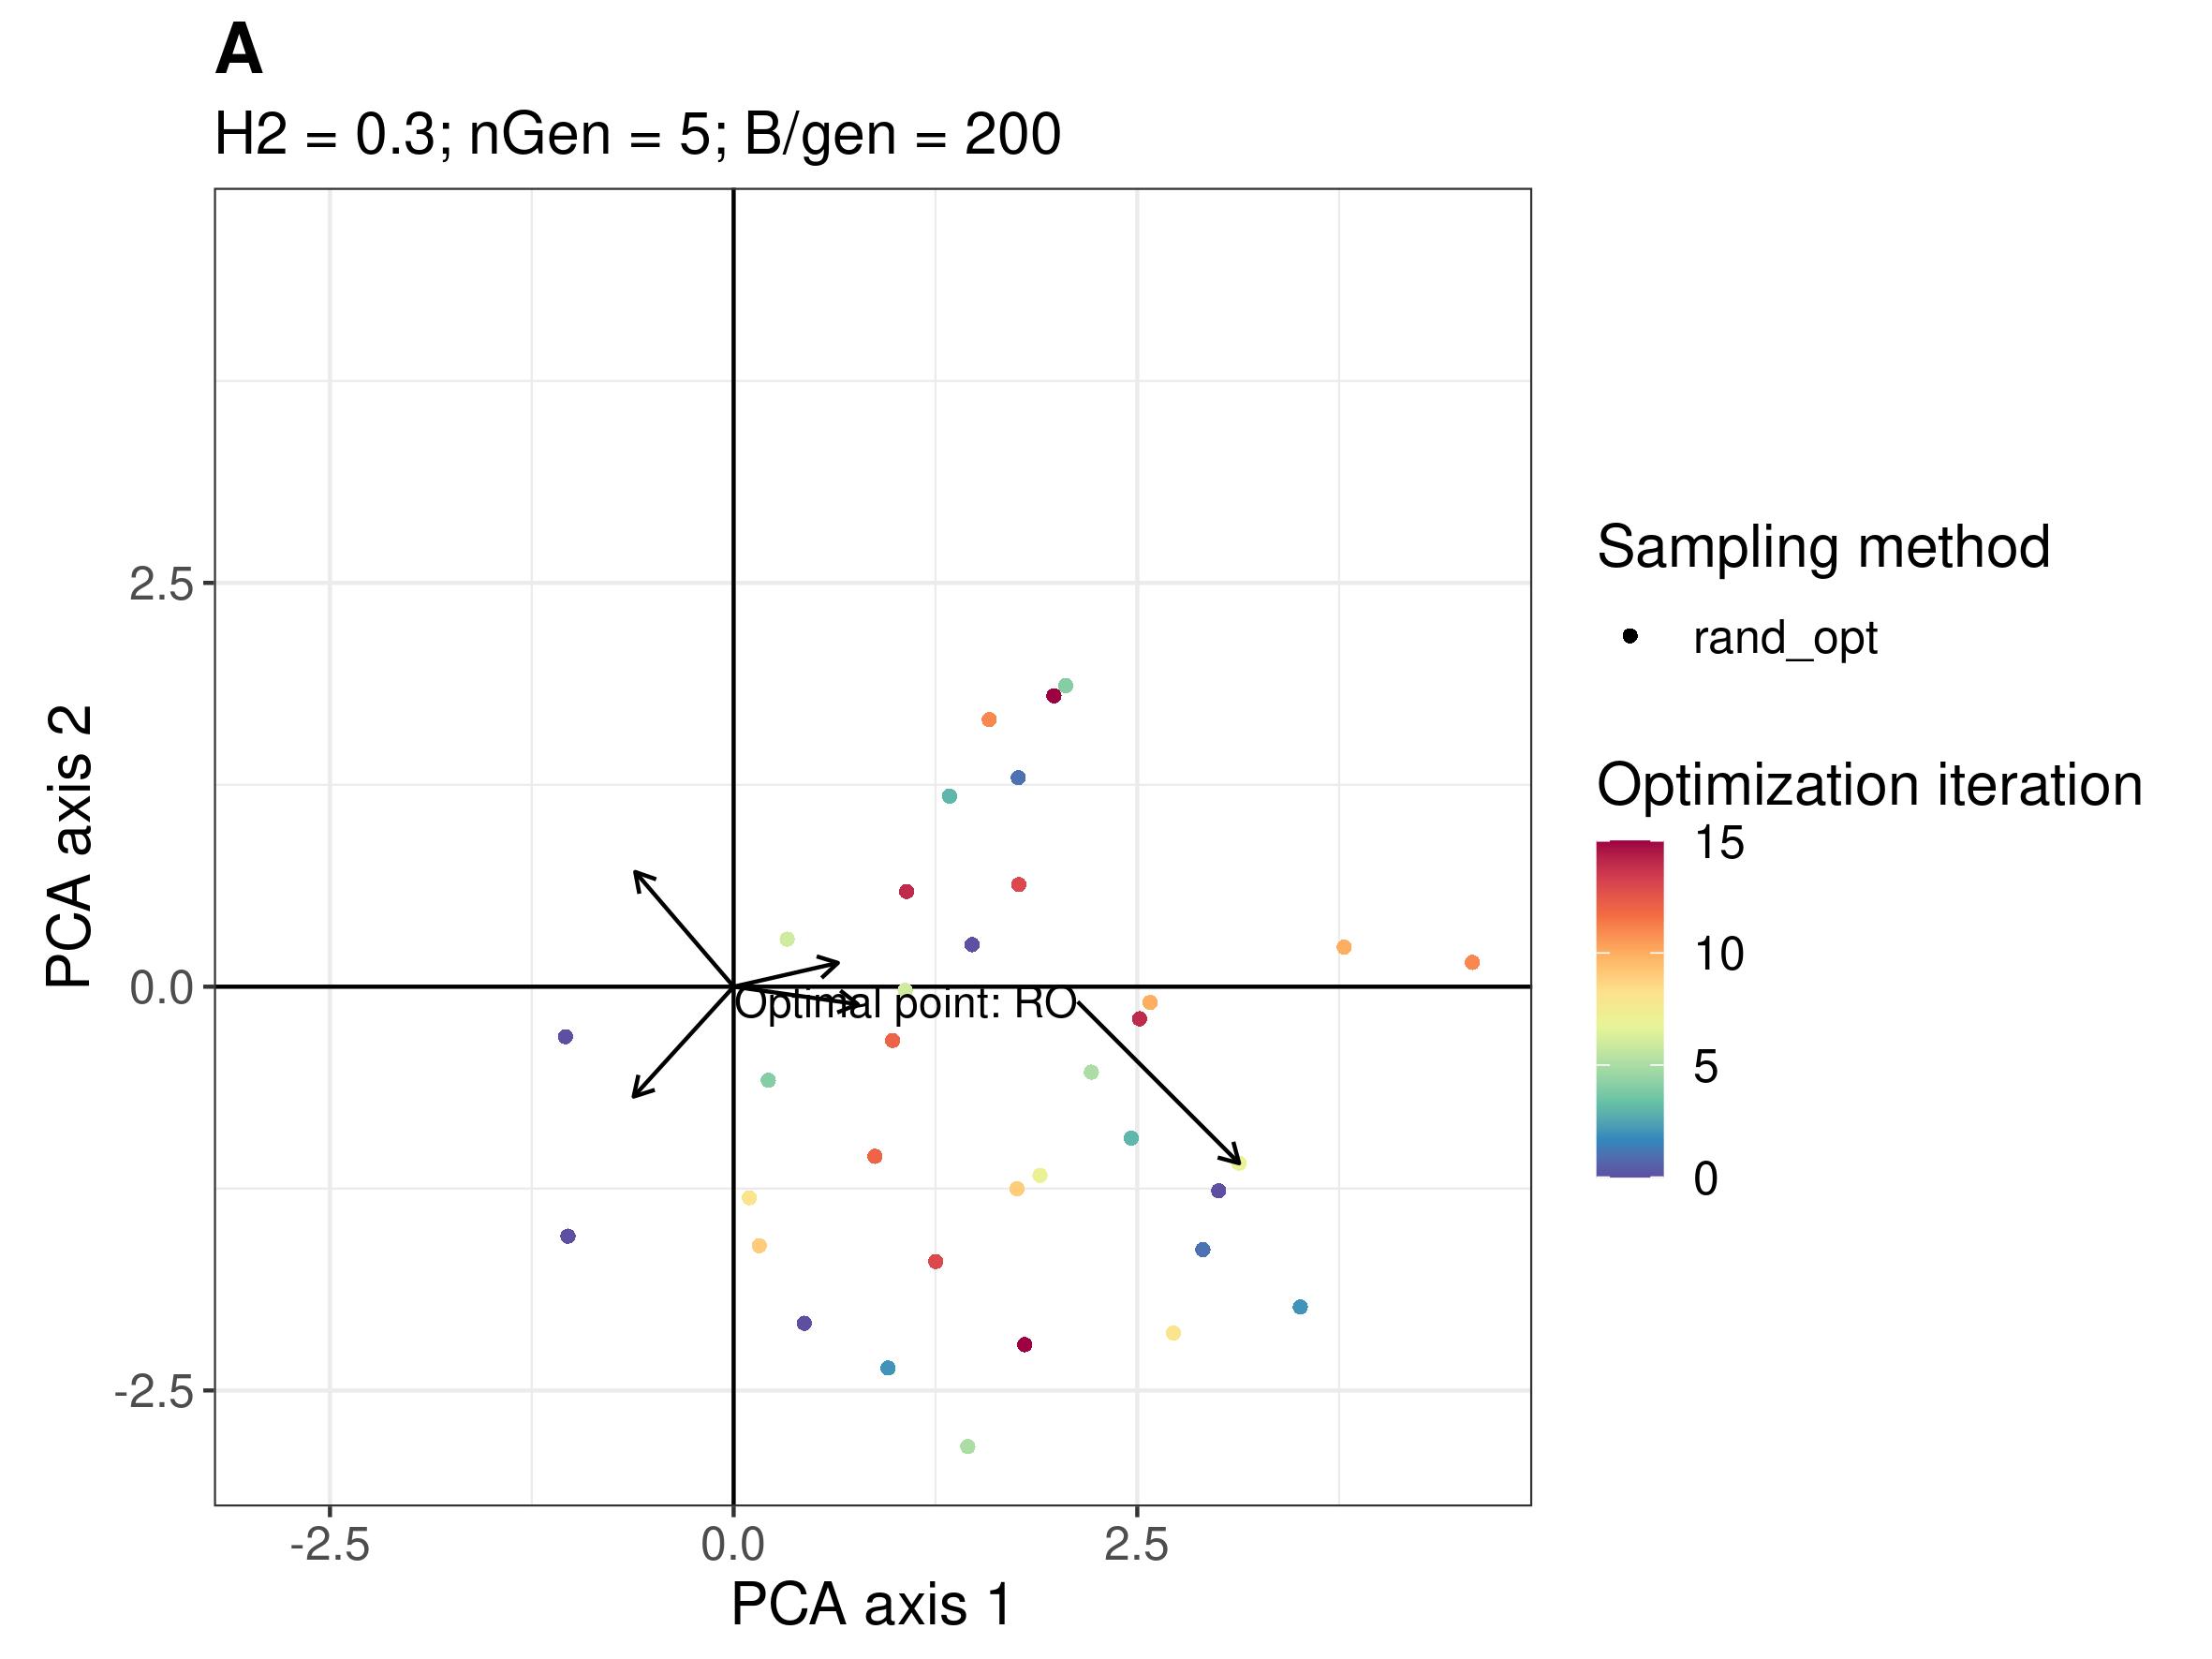 A
H2 = 0.3; nGen = 5; B/gen = 200
PCA axis 2
2.5
0.0
-2.5
Optimal point: RO
-2.5
0.0
2.5
PCA axis 1
Sampling method
rand_opt
Optimization iteration
15
10
5
0